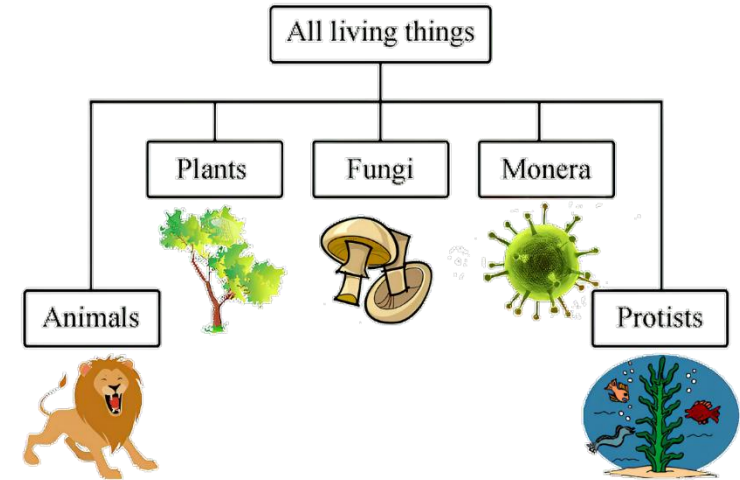 All living things
Plants
Fungi
Monera
Animals
Protists